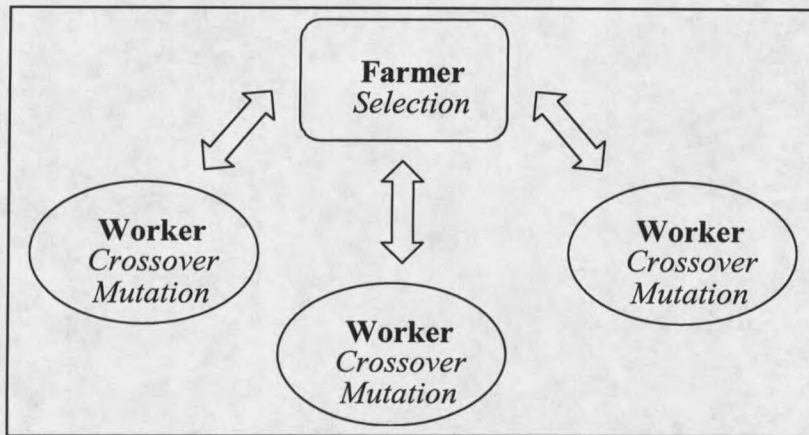 Farmer
Selection
Worker
Crossover
Mutation
Worker
Crossover
Mutation
Worker
Crossover
Mutation